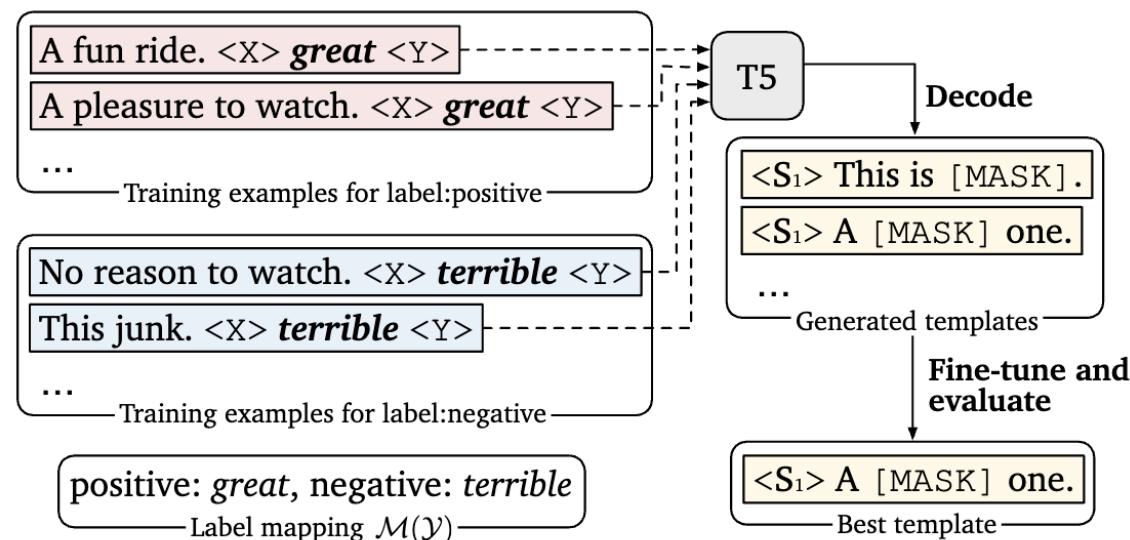 A fun ride. <X> great <Y>
A pleasure to watch. <X> great <Y>
...
Training examples for label:positive
No reason to watch. <X> terrible <Y>
This junk. <X> terrible <Y>
...
Training examples for label:negative
positive: great, negative: terrible
Label mapping M(Y)
T5
Decode
<S₁> This is [MASK].
<S₁> A [MASK] one.
...
Generated templates
Fine-tune and
evaluate
<S₁> A [MASK] one.
Best template